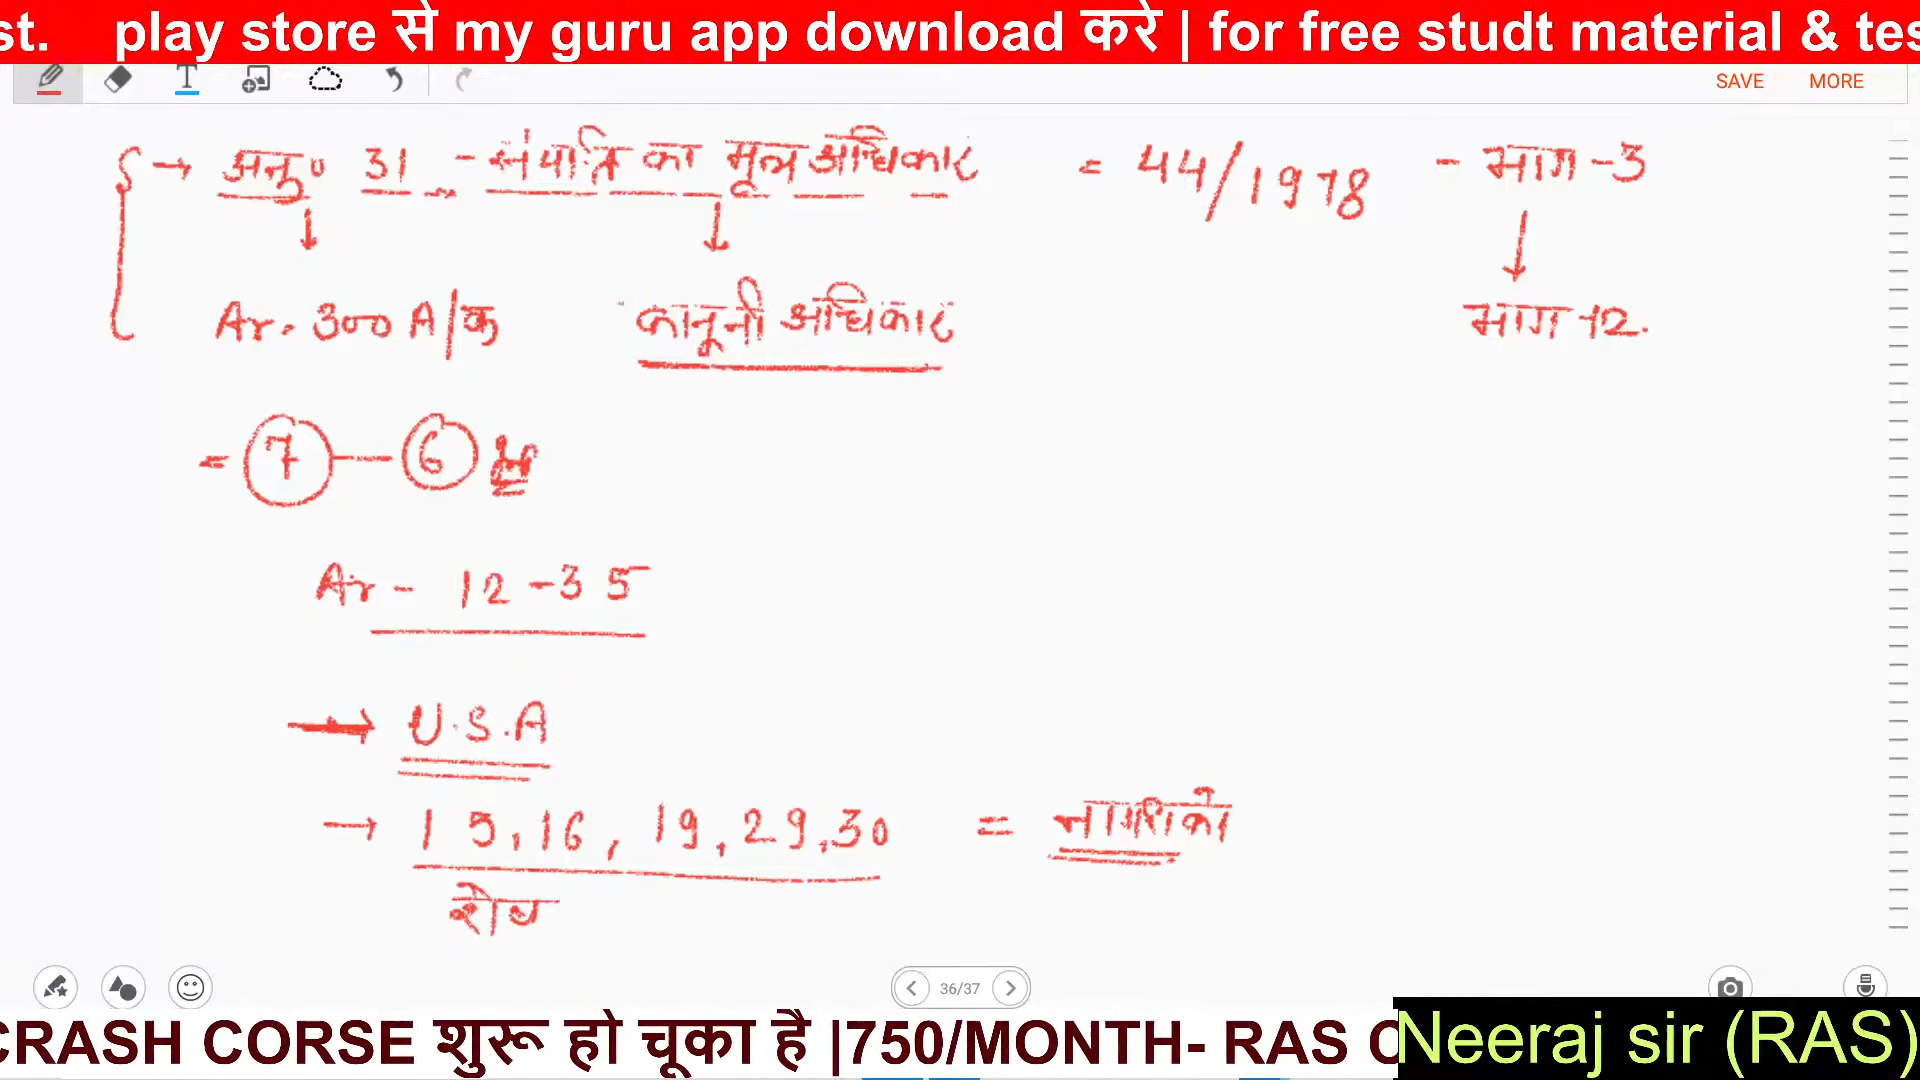 st. play store से my guru app download करे | for free studt material & tes
T SAVE MORE
→ अनु० 31 - संपत्ति का मूल अधिकार = 44/1978 - भाग - 3
↓ ↓ ↓
Ar. 300 A/क कानूनी अधिकार भाग 12.
= 7 — 6
Ar - 12 - 35
→ U.S.A
→ 15, 16, 19, 29, 30 = नागरिको
शेष
36/37
CRASH CORSE शुरू हो चूका है |750/MONTH- RAS C
Neeraj sir (RAS)